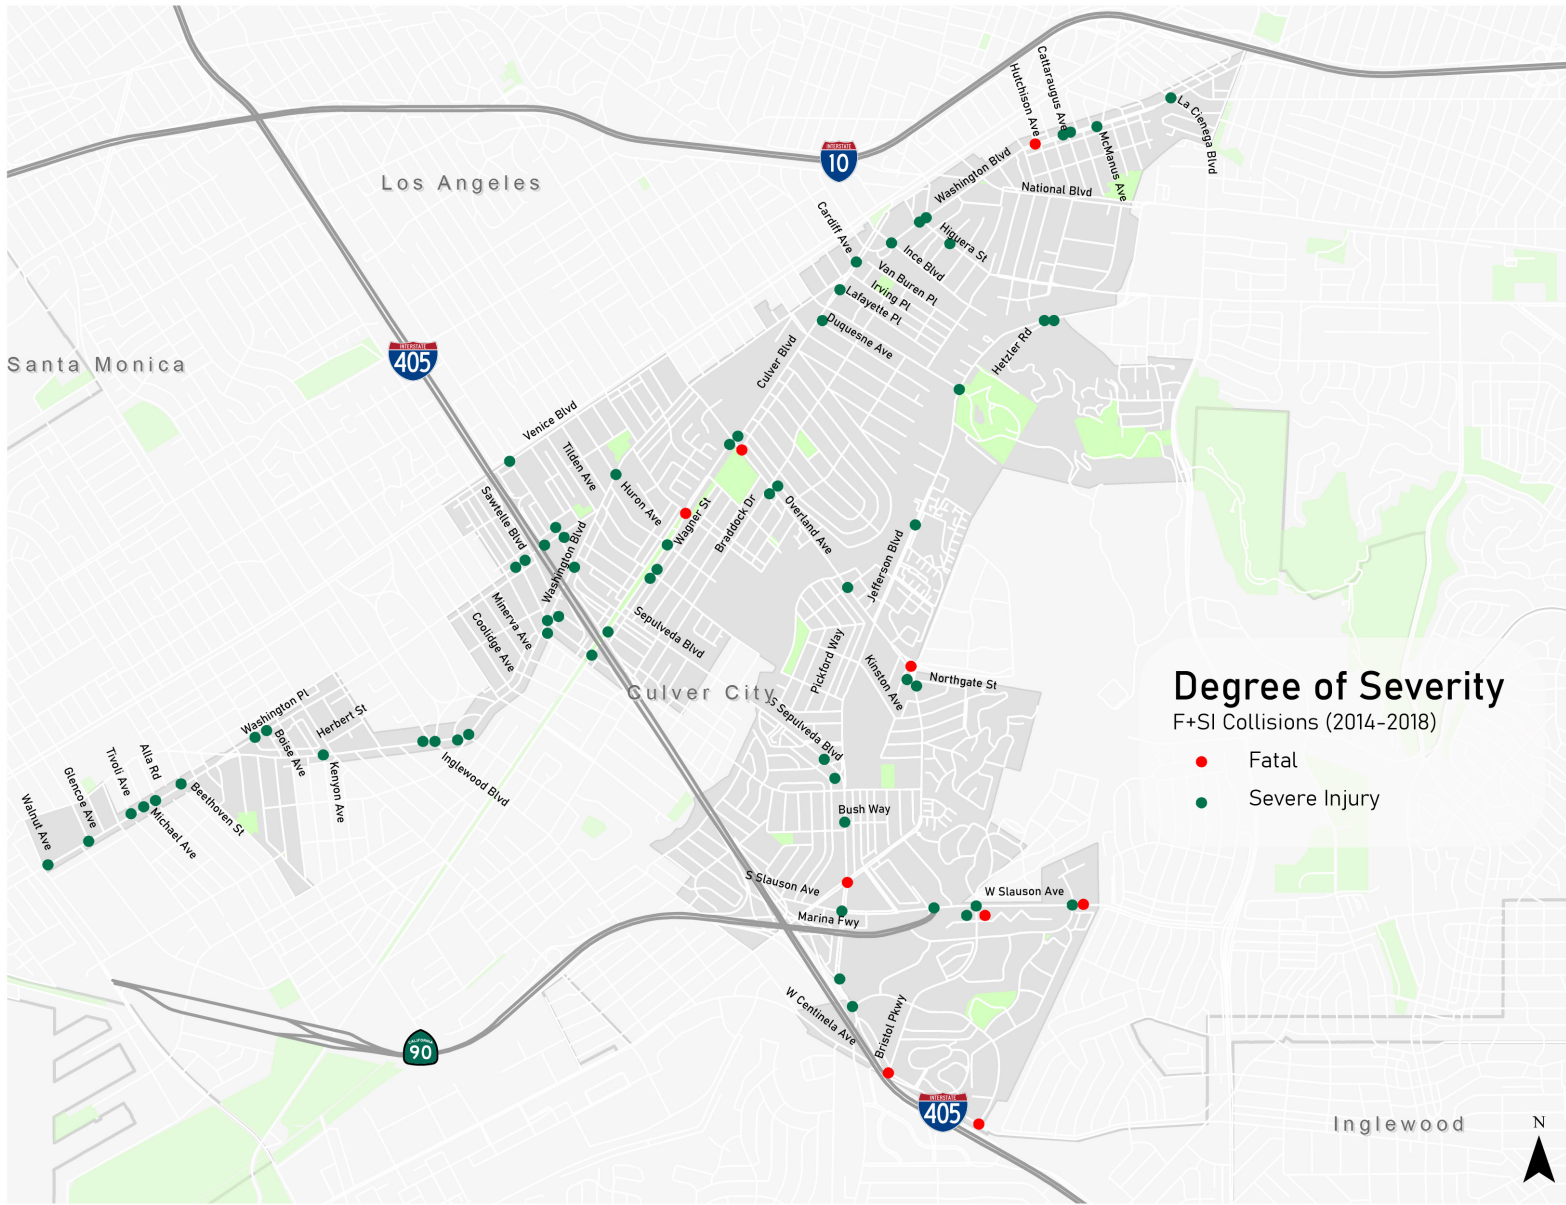 Cattaraugus Ave
Hutchison Ave
La Cienega Blvd
McManus Ave
INTERSTATE
10
Washington Blvd
National Blvd
Los Angeles
Cardiff Ave
Higuera St
Ince Blvd
Van Buren Pl
Irving Pl
Lafayette Pl
Duquesne Ave
Hetzler Rd
INTERSTATE
405
Santa Monica
Culver Blvd
Venice Blvd
Tilden Ave
Huron Ave
Sawtelle Blvd
Wagner St
Braddock Dr
Overland Ave
Washington Blvd
Jefferson Blvd
Minerva Ave
Coolidge Ave
Sepulveda Blvd
Pickford Way
Kinston Ave
Northgate St
Culver City
S Sepulveda Blvd
Degree of Severity
F+SI Collisions (2014-2018)
Fatal
Severe Injury
Washington Pl
Herbert St
Boise Ave
Kenyon Ave
Inglewood Blvd
Alla Rd
Tivoli Ave
Glencoe Ave
Walnut Ave
Beethoven St
Michael Ave
Bush Way
S Slauson Ave
W Slauson Ave
Marina Fwy
W Centinela Ave
Bristol Pkwy
CALIFORNIA
90
INTERSTATE
405
Inglewood
N